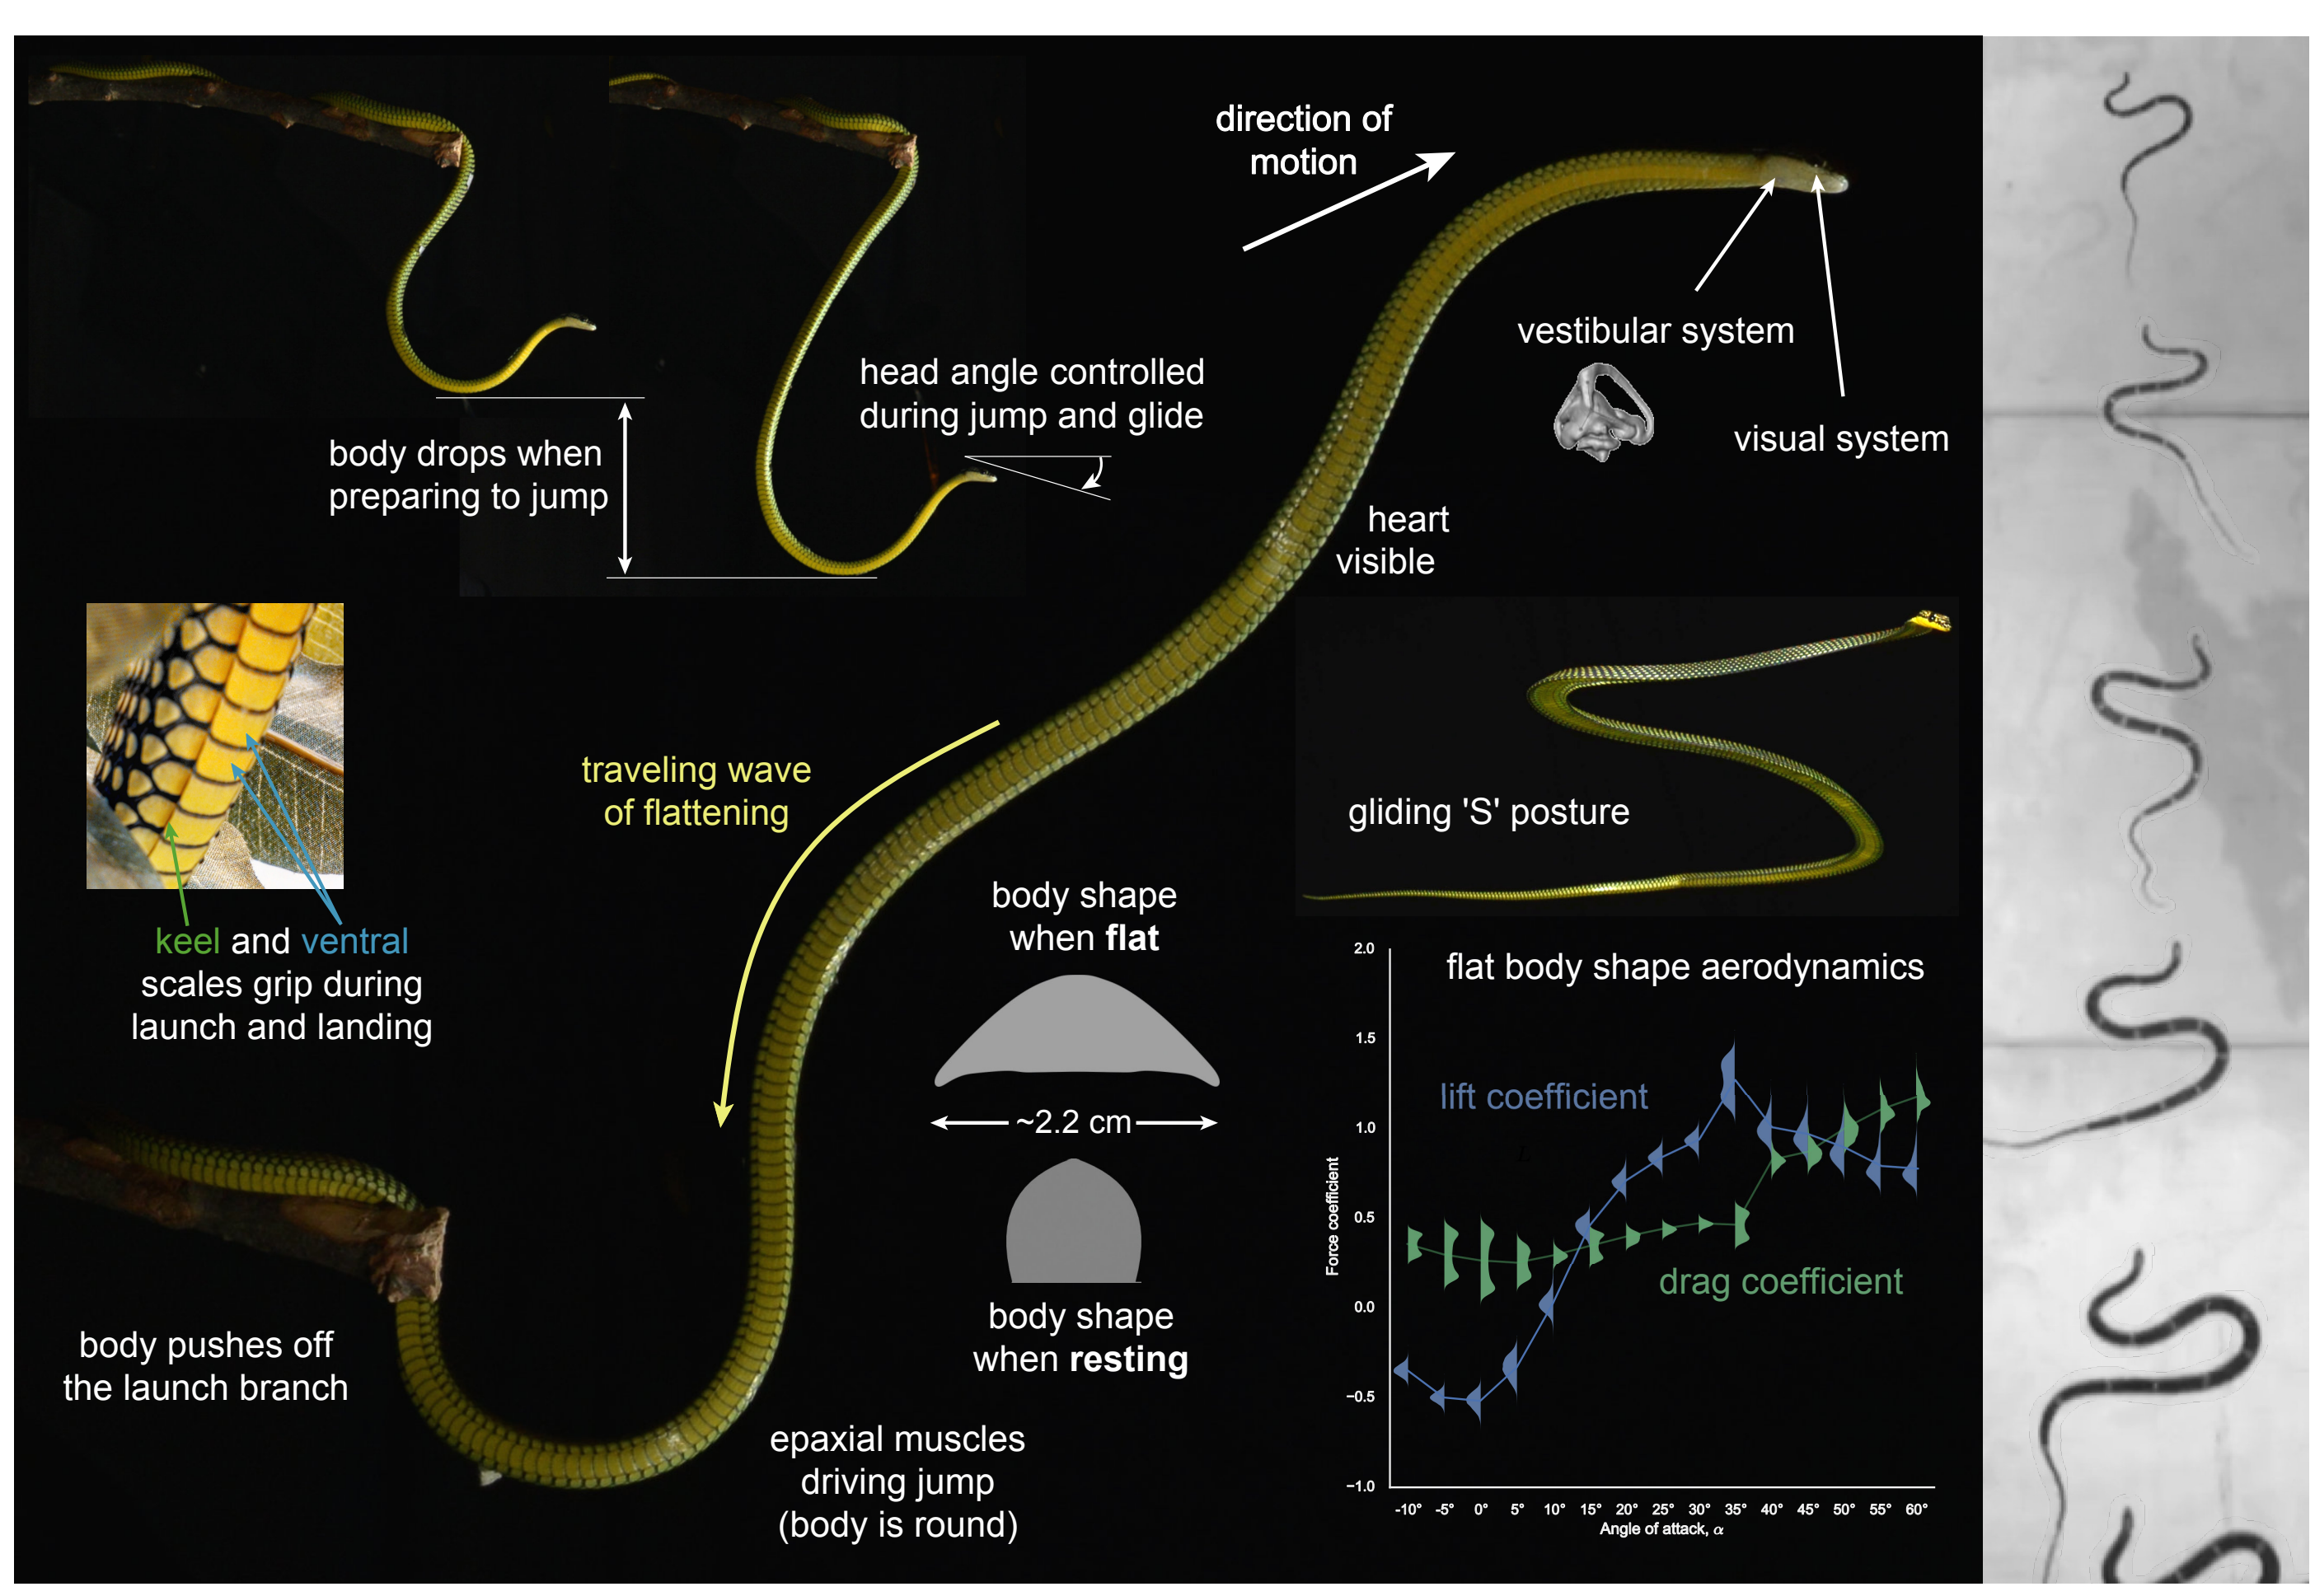 direction of
motion
vestibular system
visual system
head angle controlled
during jump and glide
body drops when
preparing to jump
heart
visible
traveling wave
of flattening
gliding 'S' posture
keel and ventral
scales grip during
launch and landing
body shape
when flat
~2.2 cm
body shape
when resting
body pushes off
the launch branch
epaxial muscles
driving jump
(body is round)
flat body shape aerodynamics
lift coefficient
drag coefficient
Force coefficient
2.0
1.5
1.0
0.5
0.0
−0.5
−1.0
-10° -5° 0° 5° 10° 15° 20° 25° 30° 35° 40° 45° 50° 55° 60°
Angle of attack, α